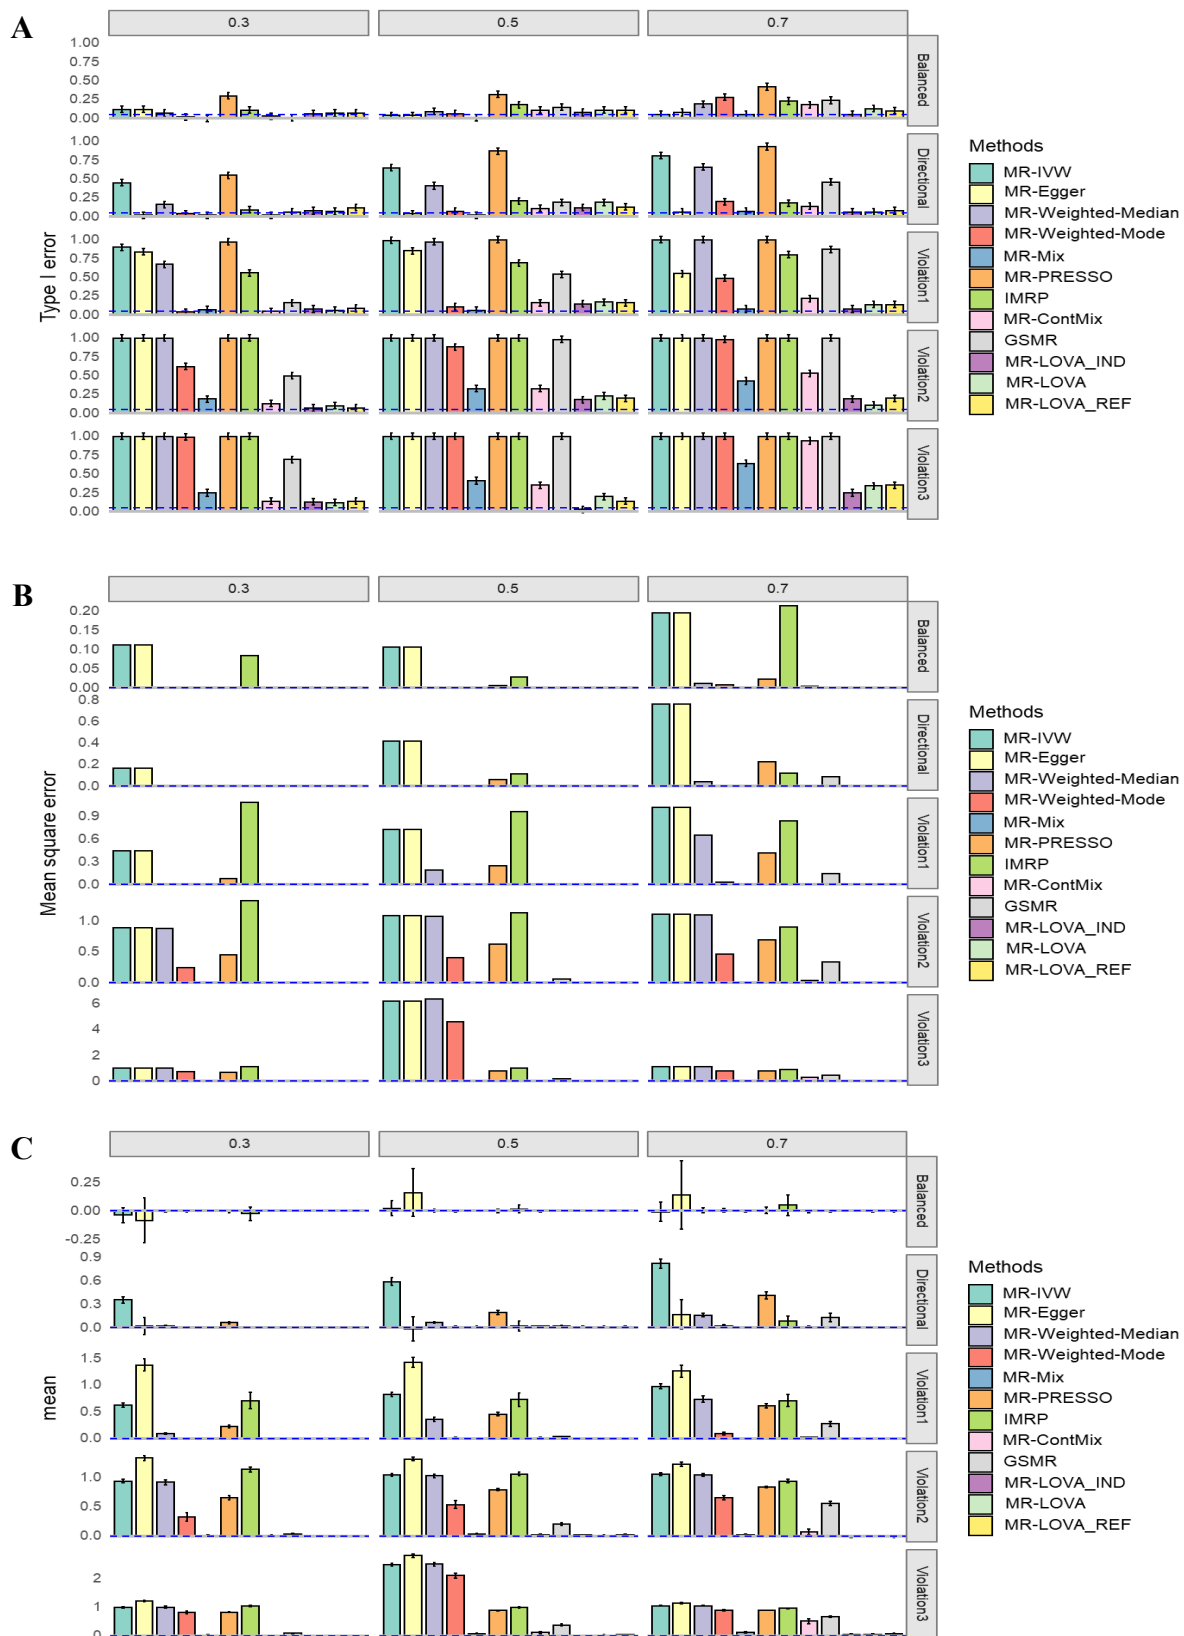 A
0.3
0.5
0.7
Type I error
1.00
0.75
0.50
0.25
0.00
Balanced
1.00
0.75
0.50
0.25
0.00
Directional
1.00
0.75
0.50
0.25
0.00
Violation1
1.00
0.75
0.50
0.25
0.00
Violation2
1.00
0.75
0.50
0.25
0.00
Violation3
Methods
MR-IVW
MR-Egger
MR-Weighted-Median
MR-Weighted-Mode
MR-Mix
MR-PRESSO
IMRP
MR-ContMix
GSMR
MR-LOVA_IND
MR-LOVA
MR-LOVA_REF
B
0.3
0.5
0.7
Mean square error
0.20
0.15
0.10
0.05
0.00
Balanced
0.8
0.6
0.4
0.2
0.0
Directional
0.9
0.6
0.3
0.0
Violation1
1.0
0.5
0.0
Violation2
6
4
2
0
Violation3
Methods
MR-IVW
MR-Egger
MR-Weighted-Median
MR-Weighted-Mode
MR-Mix
MR-PRESSO
IMRP
MR-ContMix
GSMR
MR-LOVA_IND
MR-LOVA
MR-LOVA_REF
C
0.3
0.5
0.7
mean
0.25
0.00
-0.25
Balanced
0.9
0.6
0.3
0.0
Directional
1.5
1.0
0.5
0.0
Violation1
1.0
0.5
0.0
Violation2
2
1
0
Violation3
Methods
MR-IVW
MR-Egger
MR-Weighted-Median
MR-Weighted-Mode
MR-Mix
MR-PRESSO
IMRP
MR-ContMix
GSMR
MR-LOVA_IND
MR-LOVA
MR-LOVA_REF